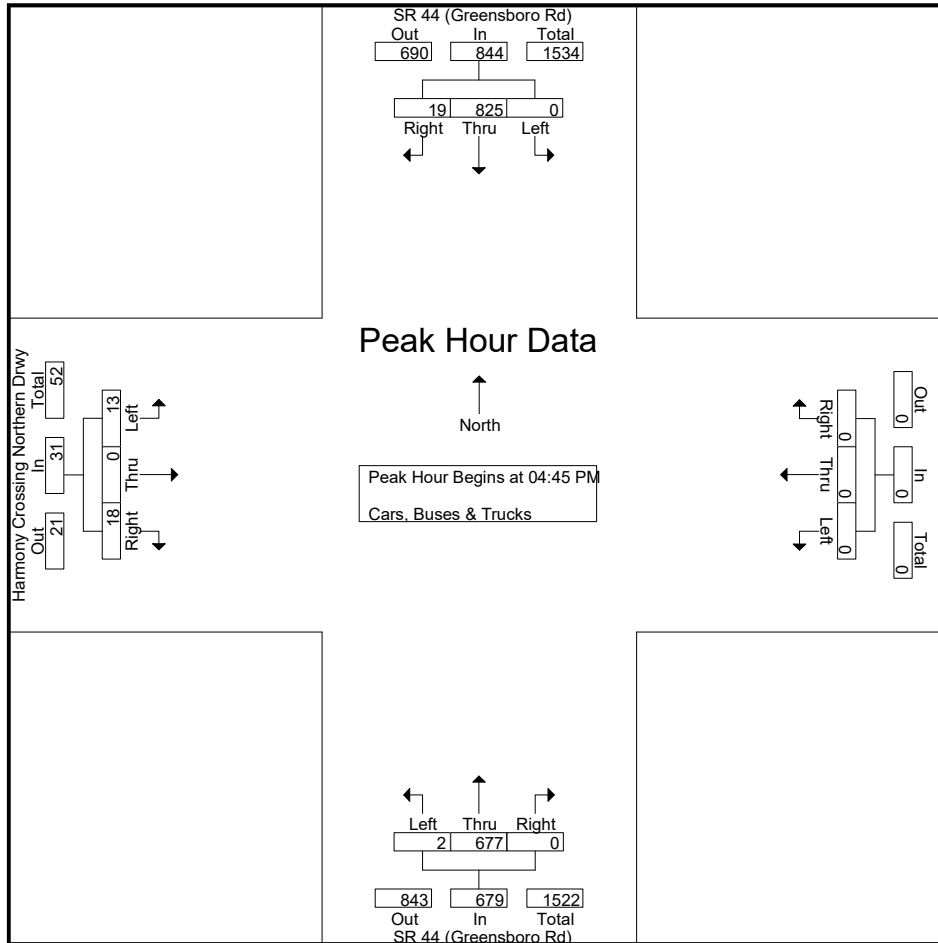 SR 44 (Greensboro Rd)
Out In Total
690 844 1534
19 825 0
Right Thru Left
Peak Hour Data
North
Peak Hour Begins at 04:45 PM
Cars, Buses & Trucks
Harmony Crossing Northern Drwy
Total In Out
52 31 21
13 0 18
Left Thru Right
Out In Total
0 0 0
0 0 0
Right Thru Left
Left Thru Right
2 677 0
843 679 1522
Out In Total
SR 44 (Greensboro Rd)